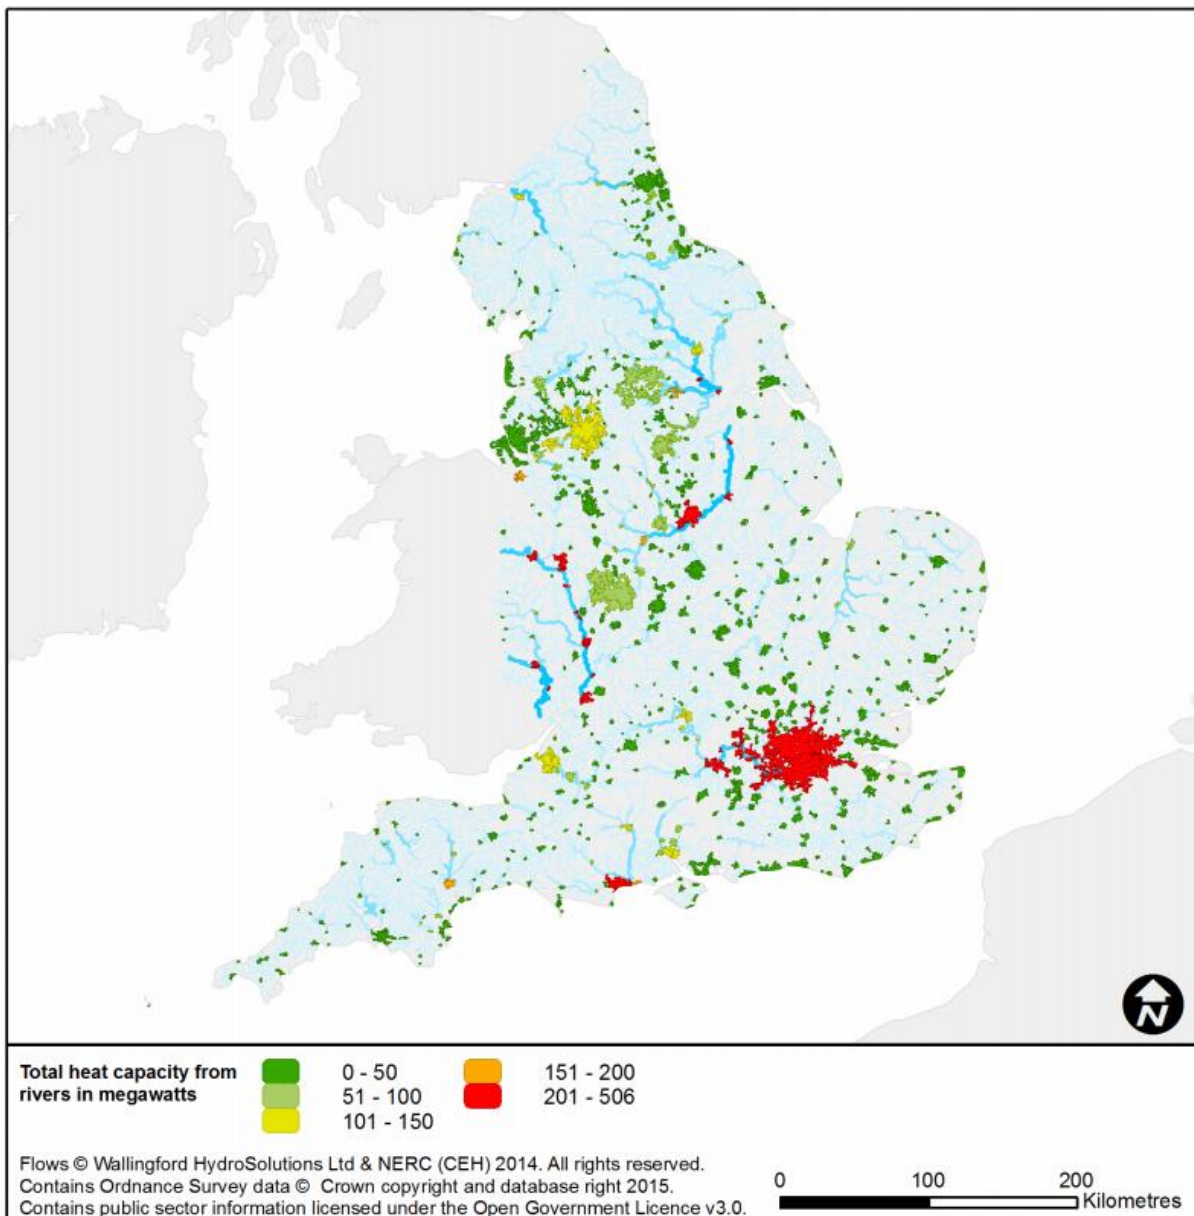 N
Total heat capacity from
rivers in megawatts
0 - 50
51 - 100
101 - 150
151 - 200
201 - 506
Flows © Wallingford HydroSolutions Ltd & NERC (CEH) 2014. All rights reserved.
Contains Ordnance Survey data © Crown copyright and database right 2015.
Contains public sector information licensed under the Open Government Licence v3.0.
0 100 200
Kilometres